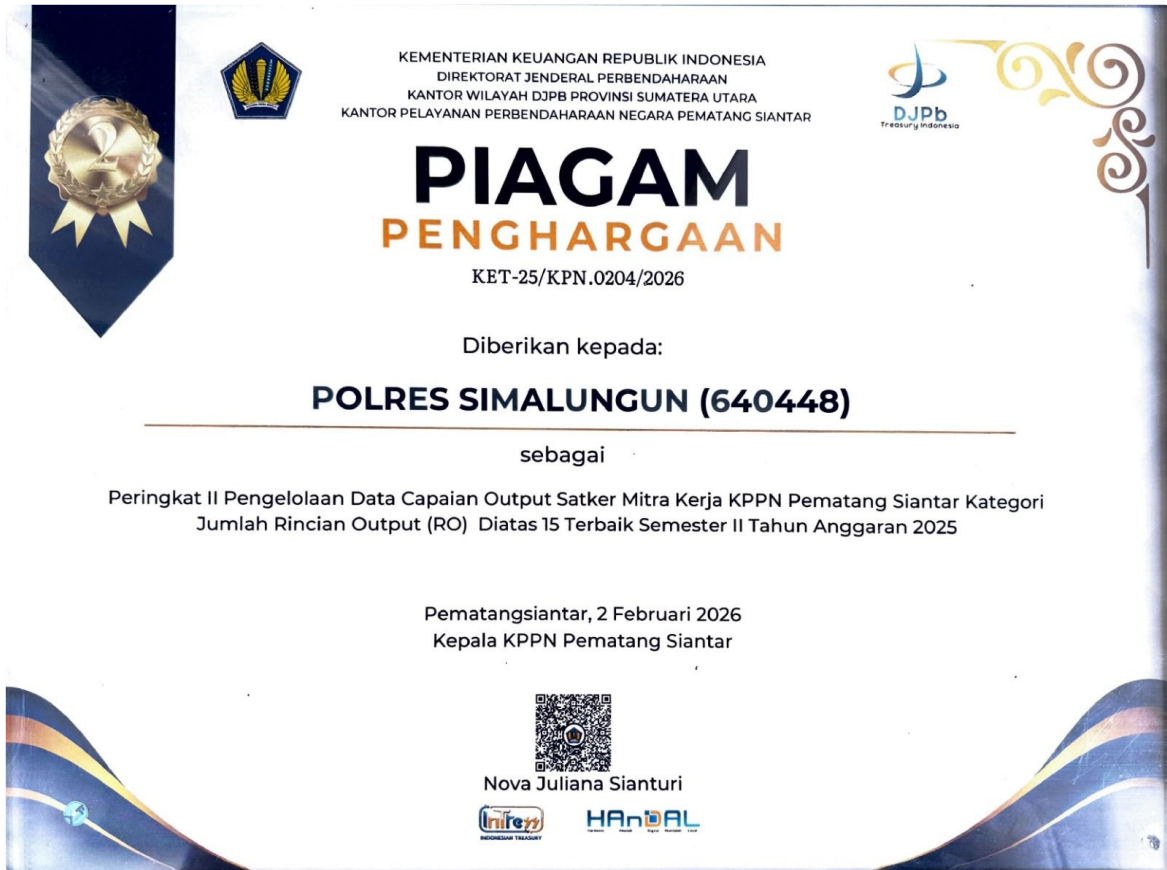 2
KEMENTERIAN KEUANGAN REPUBLIK INDONESIA
DIREKTORAT JENDERAL PERBENDAHARAAN
KANTOR WILAYAH DJPB PROVINSI SUMATERA UTARA
KANTOR PELAYANAN PERBENDAHARAAN NEGARA PEMATANG SIANTAR
DJPb
Treasury Indonesia
PIAGAM
PENGHARGAAN
KET-25/KPN.0204/2026
Diberikan kepada:
POLRES SIMALUNGUN (640448)
sebagai
Peringkat II Pengelolaan Data Capaian Output Satker Mitra Kerja KPPN Pematang Siantar Kategori
Jumlah Rincian Output (RO) Diatas 15 Terbaik Semester II Tahun Anggaran 2025
Pematangsiantar, 2 Februari 2026
Kepala KPPN Pematang Siantar
Nova Juliana Sianturi
InTress
INDONESIAN TREASURY
HAnDAL